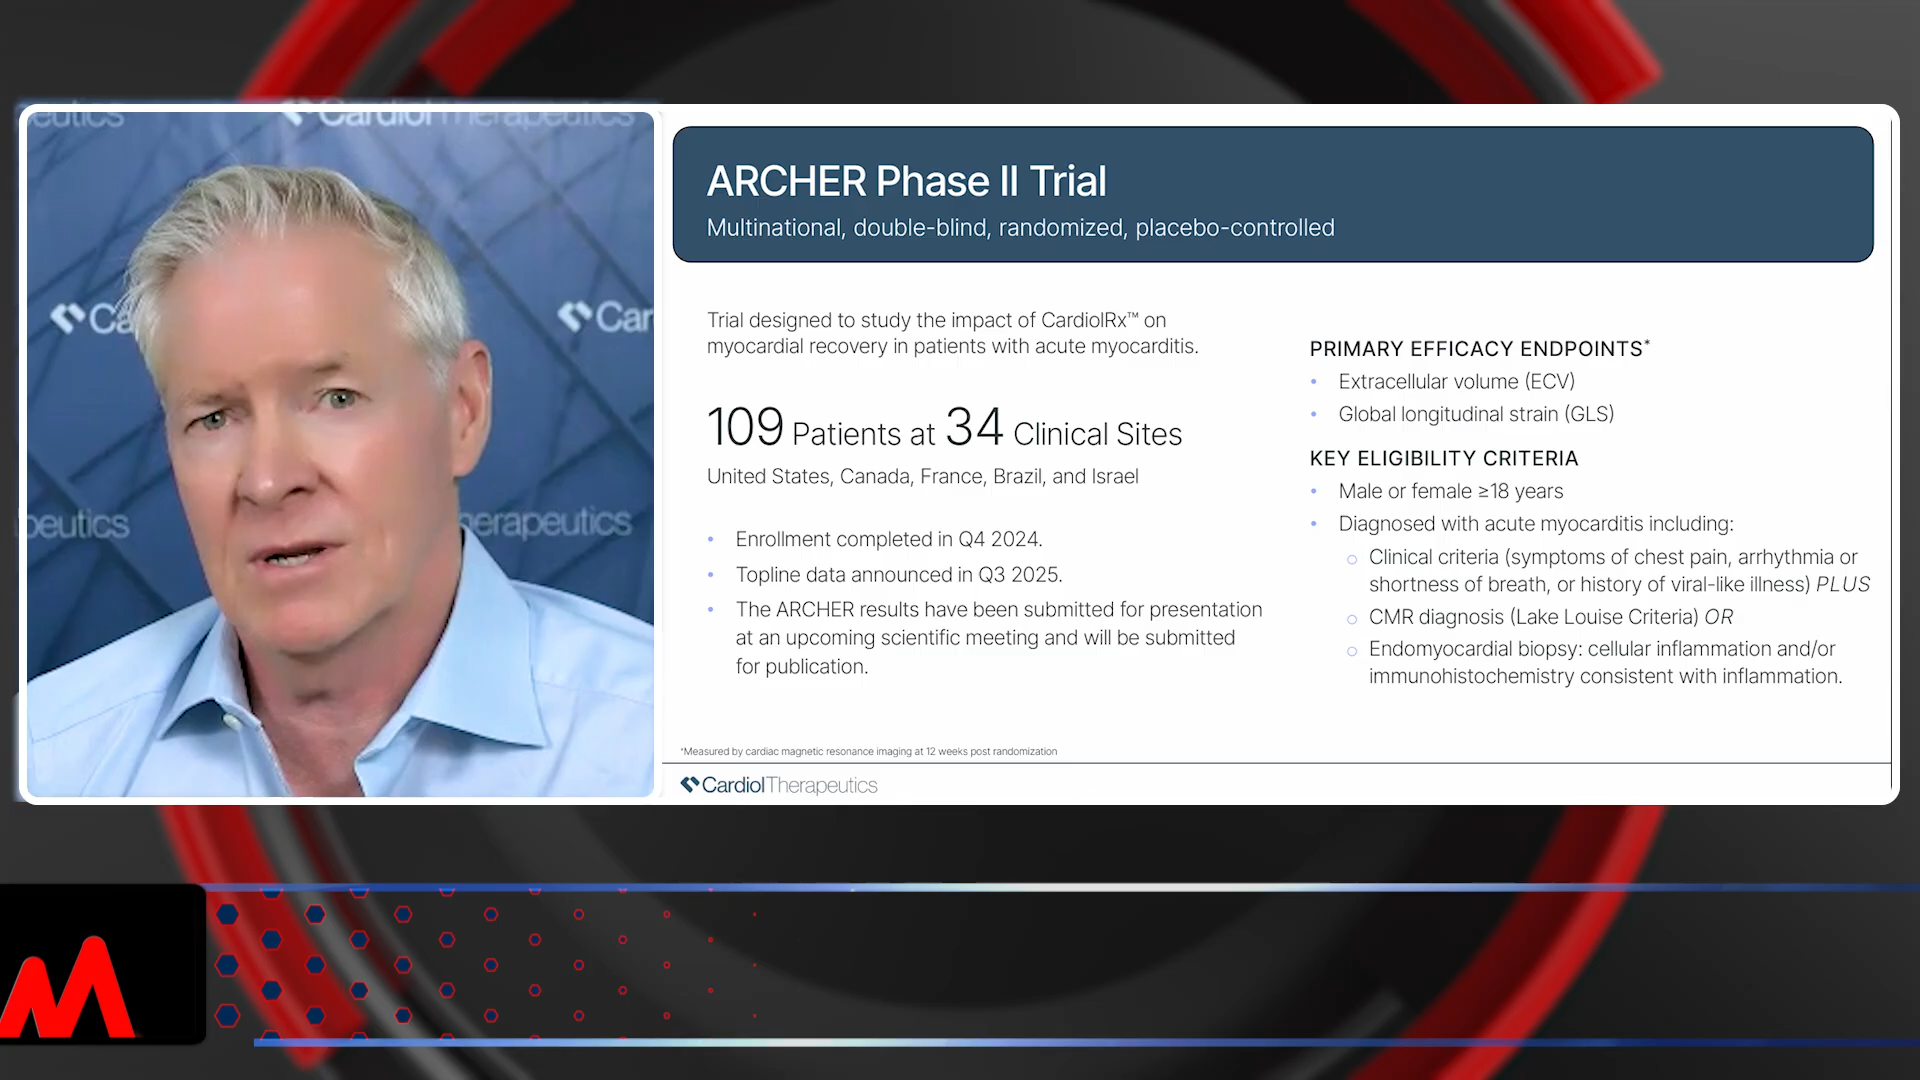 eutics
CardiolTherapeutics
Ca
Car
peutics
herapeutics
ARCHER Phase II Trial
Multinational, double-blind, randomized, placebo-controlled
Trial designed to study the impact of CardiolRx™ on
myocardial recovery in patients with acute myocarditis.
109 Patients at 34 Clinical Sites
United States, Canada, France, Brazil, and Israel
• Enrollment completed in Q4 2024.
• Topline data announced in Q3 2025.
• The ARCHER results have been submitted for presentation
at an upcoming scientific meeting and will be submitted
for publication.
PRIMARY EFFICACY ENDPOINTS*
• Extracellular volume (ECV)
• Global longitudinal strain (GLS)
KEY ELIGIBILITY CRITERIA
• Male or female ≥18 years
• Diagnosed with acute myocarditis including:
○ Clinical criteria (symptoms of chest pain, arrhythmia or
shortness of breath, or history of viral-like illness) PLUS
○ CMR diagnosis (Lake Louise Criteria) OR
○ Endomyocardial biopsy: cellular inflammation and/or
immunohistochemistry consistent with inflammation.
*Measured by cardiac magnetic resonance imaging at 12 weeks post randomization
CardiolTherapeutics